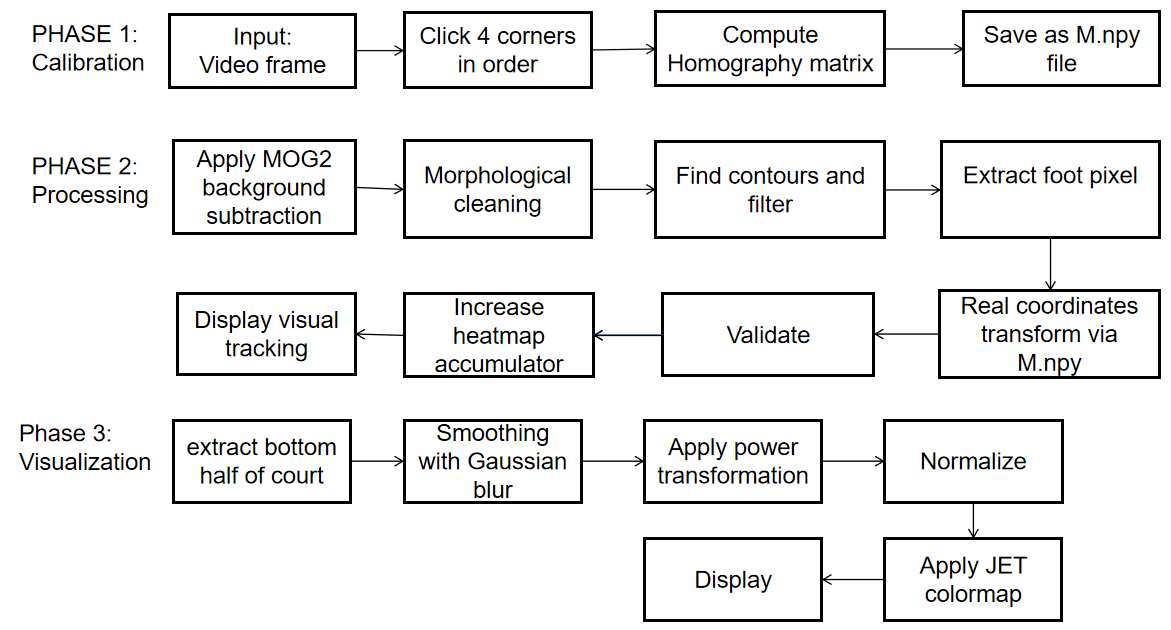 PHASE 1:
Calibration
Input:
Video frame
Click 4 corners
in order
Compute
Homography matrix
Save as M.npy
file
PHASE 2:
Processing
Apply MOG2
background
subtraction
Morphological
cleaning
Find contours and
filter
Extract foot pixel
Real coordinates
transform via
M.npy
Validate
Increase
heatmap
accumulator
Display visual
tracking
Phase 3:
Visualization
extract bottom
half of court
Smoothing
with Gaussian
blur
Apply power
transformation
Normalize
Apply JET
colormap
Display